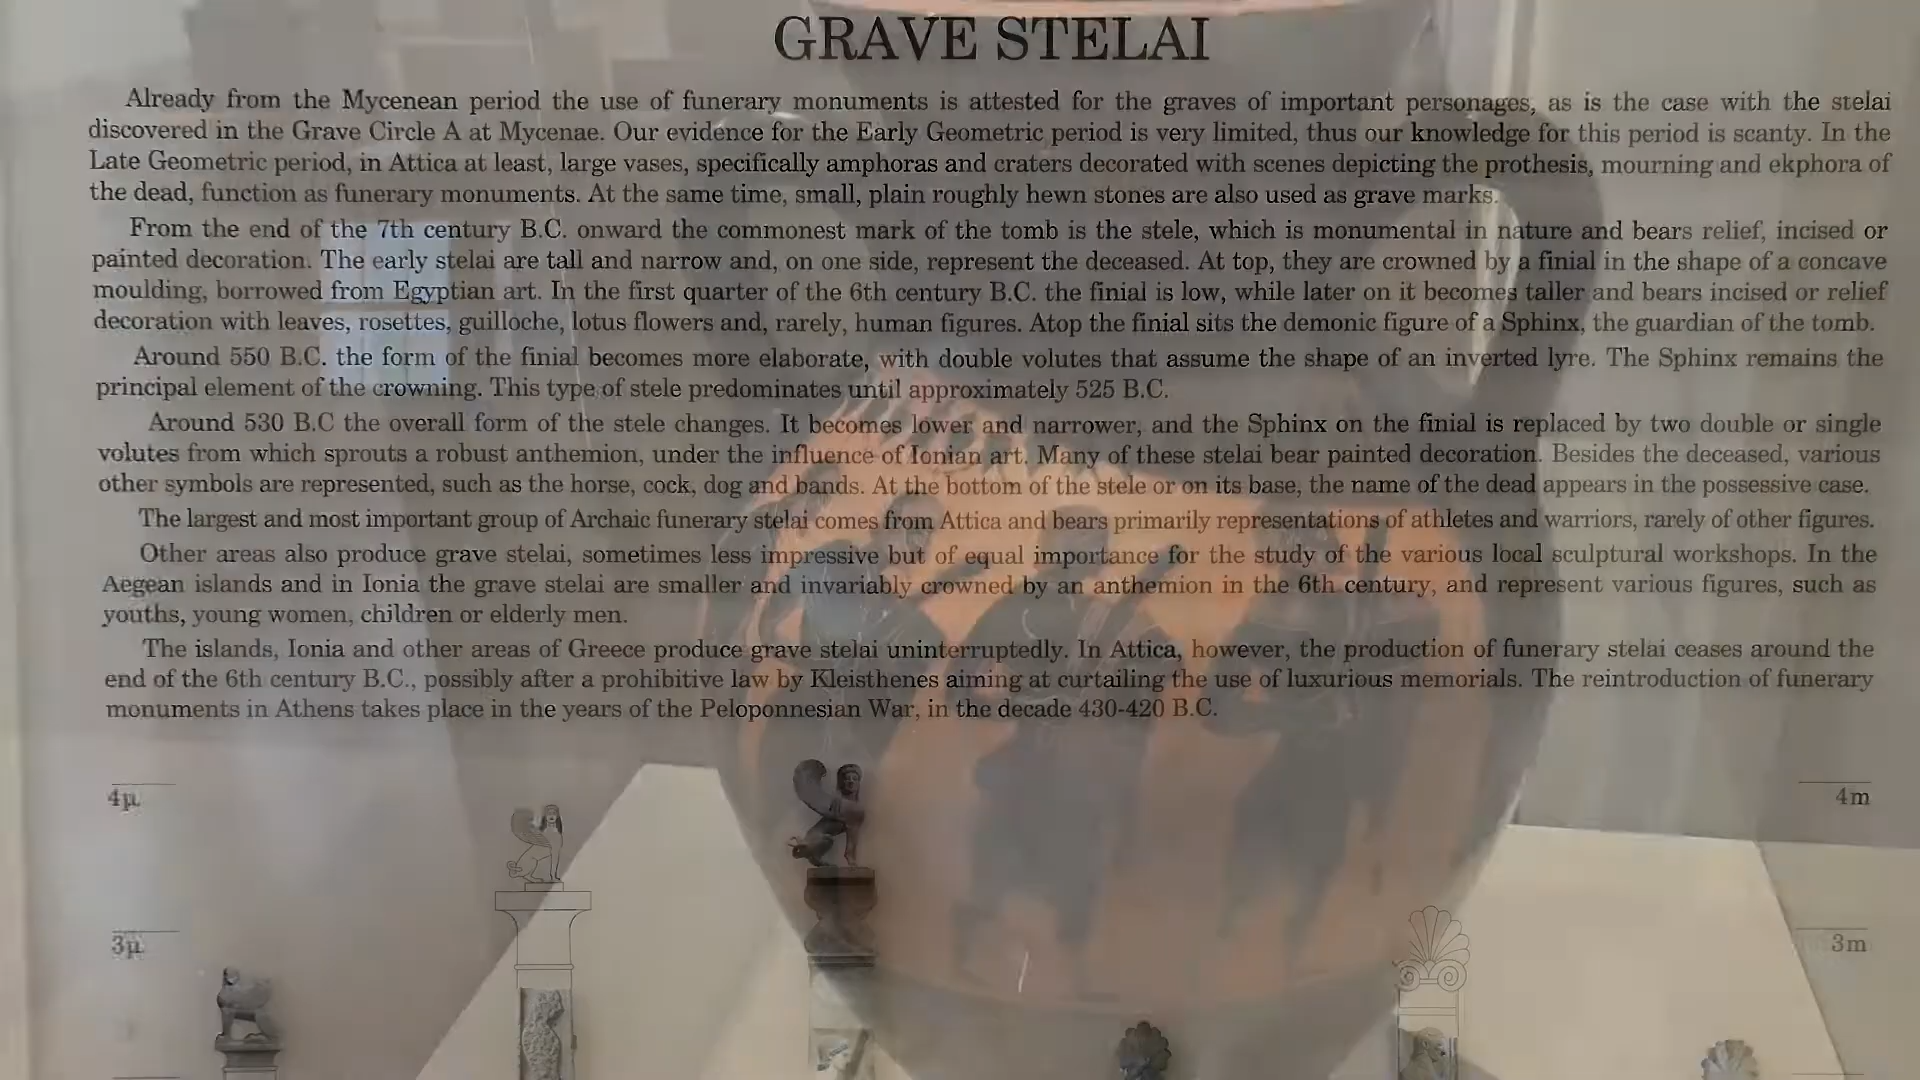 GRAVE STELAI
Already from the Mycenean period the use of funerary monuments is attested for the graves of important personages, as is the case with the stelai
discovered in the Grave Circle A at Mycenae. Our evidence for the Early Geometric period is very limited, thus our knowledge for this period is scanty. In the
Late Geometric period, in Attica at least, large vases, specifically amphoras and craters decorated with scenes depicting the prothesis, mourning and ekphora of
the dead, function as funerary monuments. At the same time, small, plain roughly hewn stones are also used as grave marks.
From the end of the 7th century B.C. onward the commonest mark of the tomb is the stele, which is monumental in nature and bears relief, incised or
painted decoration. The early stelai are tall and narrow and, on one side, represent the deceased. At top, they are crowned by a finial in the shape of a concave
moulding, borrowed from Egyptian art. In the first quarter of the 6th century B.C. the finial is low, while later on it becomes taller and bears incised or relief
decoration with leaves, rosettes, guilloche, lotus flowers and, rarely, human figures. Atop the finial sits the demonic figure of a Sphinx, the guardian of the tomb.
Around 550 B.C. the form of the finial becomes more elaborate, with double volutes that assume the shape of an inverted lyre. The Sphinx remains the
principal element of the crowning. This type of stele predominates until approximately 525 B.C.
Around 530 B.C the overall form of the stele changes. It becomes lower and narrower, and the Sphinx on the finial is replaced by two double or single
volutes from which sprouts a robust anthemion, under the influence of Ionian art. Many of these stelai bear painted decoration. Besides the deceased, various
other symbols are represented, such as the horse, cock, dog and bands. At the bottom of the stele or on its base, the name of the dead appears in the possessive case.
The largest and most important group of Archaic funerary stelai comes from Attica and bears primarily representations of athletes and warriors, rarely of other figures.
Other areas also produce grave stelai, sometimes less impressive but of equal importance for the study of the various local sculptural workshops. In the
Aegean islands and in Ionia the grave stelai are smaller and invariably crowned by an anthemion in the 6th century, and represent various figures, such as
youths, young women, children or elderly men.
The islands, Ionia and other areas of Greece produce grave stelai uninterruptedly. In Attica, however, the production of funerary stelai ceases around the
end of the 6th century B.C., possibly after a prohibitive law by Kleisthenes aiming at curtailing the use of luxurious memorials. The reintroduction of funerary
monuments in Athens takes place in the years of the Peloponnesian War, in the decade 430-420 B.C.
4μ 4m
3μ 3m